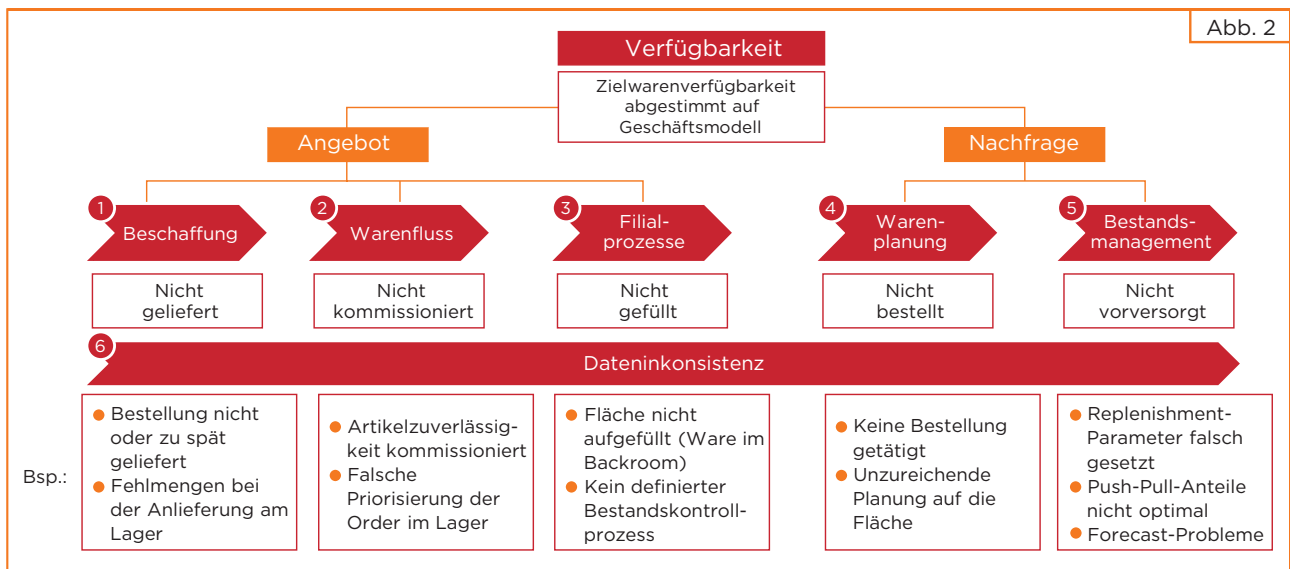 Abb. 2
Verfügbarkeit
Zielwarenverfügbarkeit
abgestimmt auf
Geschäftsmodell
Angebot
Nachfrage
1
Beschaffung
2
Warenfluss
3
Filial-
prozesse
4
Waren-
planung
5
Bestands-
management
Nicht
geliefert
Nicht
kommissioniert
Nicht
gefüllt
Nicht
bestellt
Nicht
vorversorgt
6
Dateninkonsistenz
Bsp.:
● Bestellung nicht
oder zu spät
geliefert
● Fehlmengen bei
der Anlieferung am
Lager
● Artikelzuverlässig-
keit kommissioniert
● Falsche
Priorisierung der
Order im Lager
● Fläche nicht
aufgefüllt (Ware im
Backroom)
● Kein definierter
Bestandskontroll-
prozess
● Keine Bestellung
getätigt
● Unzureichende
Planung auf die
Fläche
● Replenishment-
Parameter falsch
gesetzt
● Push-Pull-Anteile
nicht optimal
● Forecast-Probleme